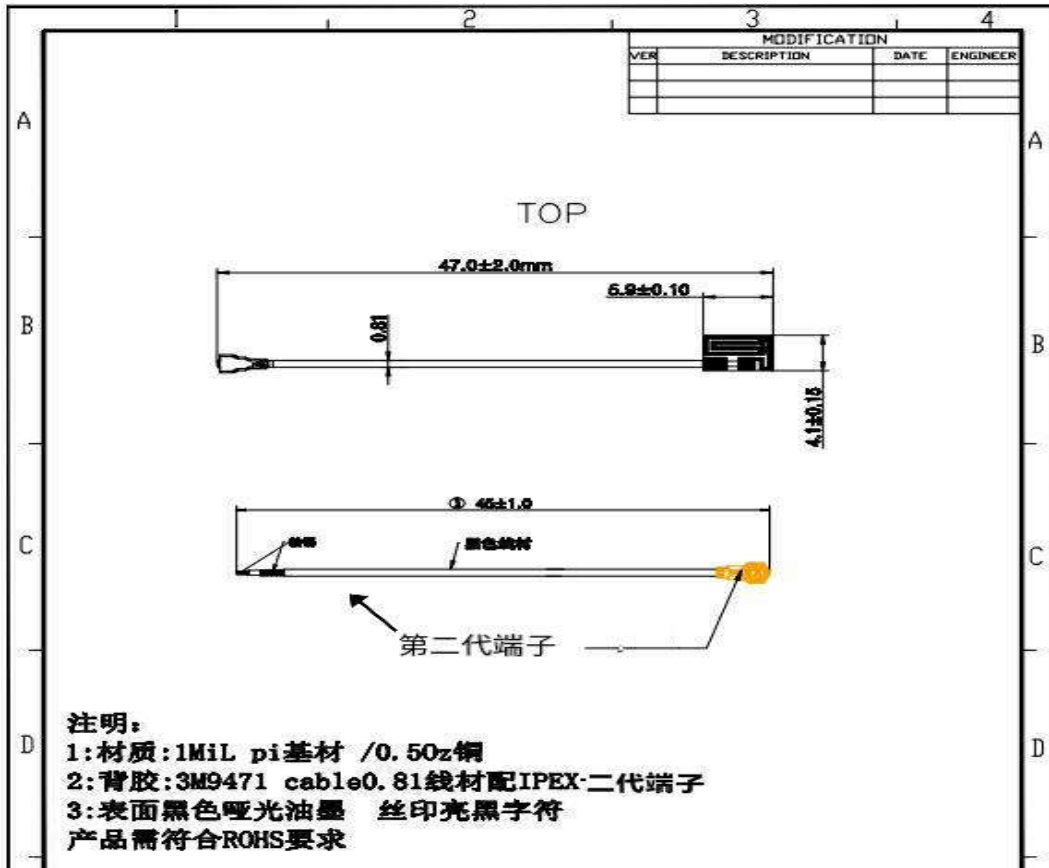 1 2 3 4
MODIFICATION
VER DESCRIPTION DATE ENGINEER
A A
TOP
47.0±2.0mm
5.9±0.10
B B
0.81
4.1±0.15
① 45±1.0
C C
黑色线材
第二代端子
注明:
D D
1:材质:1MiL pi基材 /0.5Oz铜
2:背胶:3M9471 cable0.81线材配IPEX-二代端子
3:表面黑色哑光油墨 丝印亮黑字符
产品需符合ROHS要求